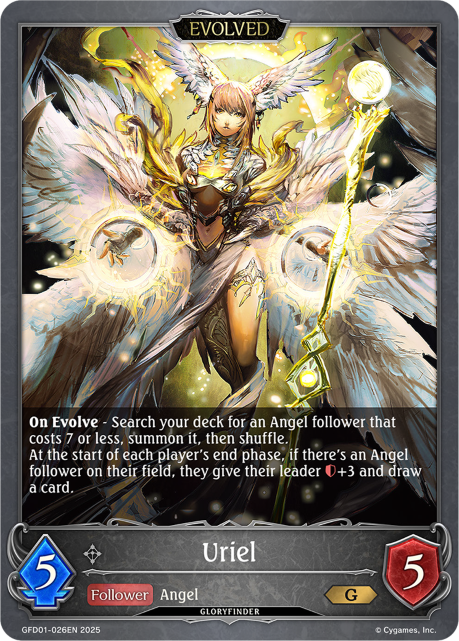 EVOLVED
On Evolve - Search your deck for an Angel follower that
costs 7 or less, summon it, then shuffle.
At the start of each player's end phase, if there's an Angel
follower on their field, they give their leader +3 and draw
a card.
Uriel
5
5
Follower Angel
G
GLORYFINDER
GFD01-026EN 2025
© Cygames, Inc.